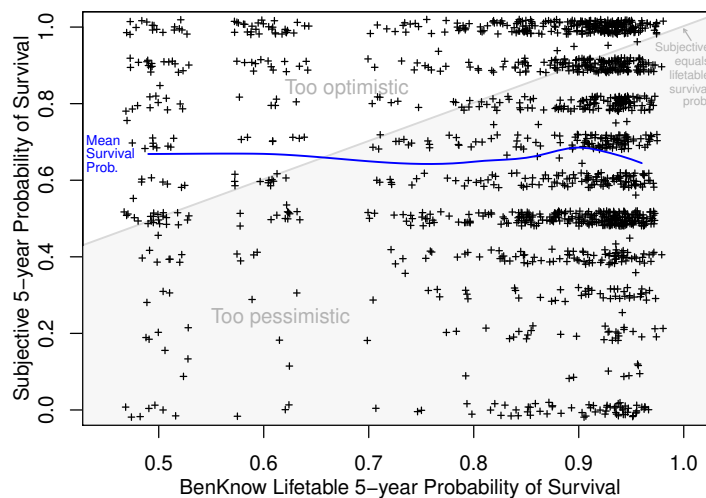 1.0
0.8
0.6
0.4
0.2
0.0
Subjective 5-year Probability of Survival
Too optimistic
Subjective
equals
lifetable
survival
prob.
Mean
Survival
Prob.
Too pessimistic
0.5 0.6 0.7 0.8 0.9 1.0
BenKnow Lifetable 5-year Probability of Survival